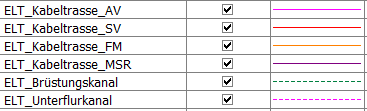 ELT_Kabeltrasse_AV
ELT_Kabeltrasse_SV
ELT_Kabeltrasse_FM
ELT_Kabeltrasse_MSR
ELT_Brüstungskanal
ELT_Unterflurkanal